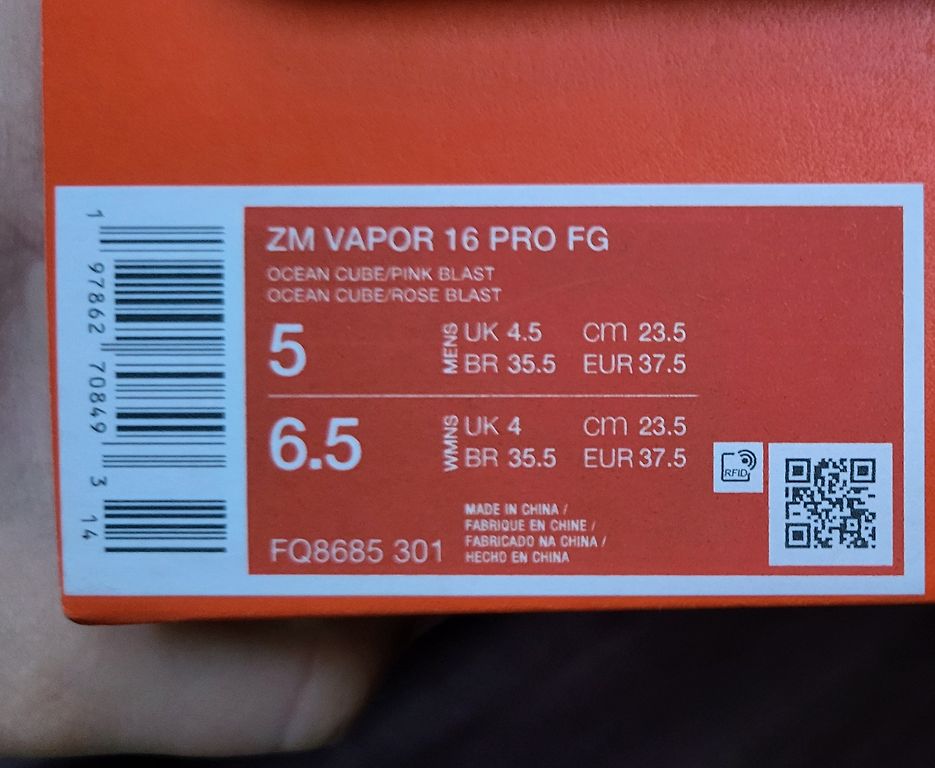 ZM VAPOR 16 PRO FG
OCEAN CUBE/PINK BLAST
OCEAN CUBE/ROSE BLAST
5
MENS
UK 4.5 cm 23.5
BR 35.5 EUR 37.5
6.5
WMNS
UK 4 cm 23.5
BR 35.5 EUR 37.5
FQ8685 301
MADE IN CHINA /
FABRIQUE EN CHINE /
FABRICADO NA CHINA /
HECHO EN CHINA
RFID
1 97862 70849 3 14